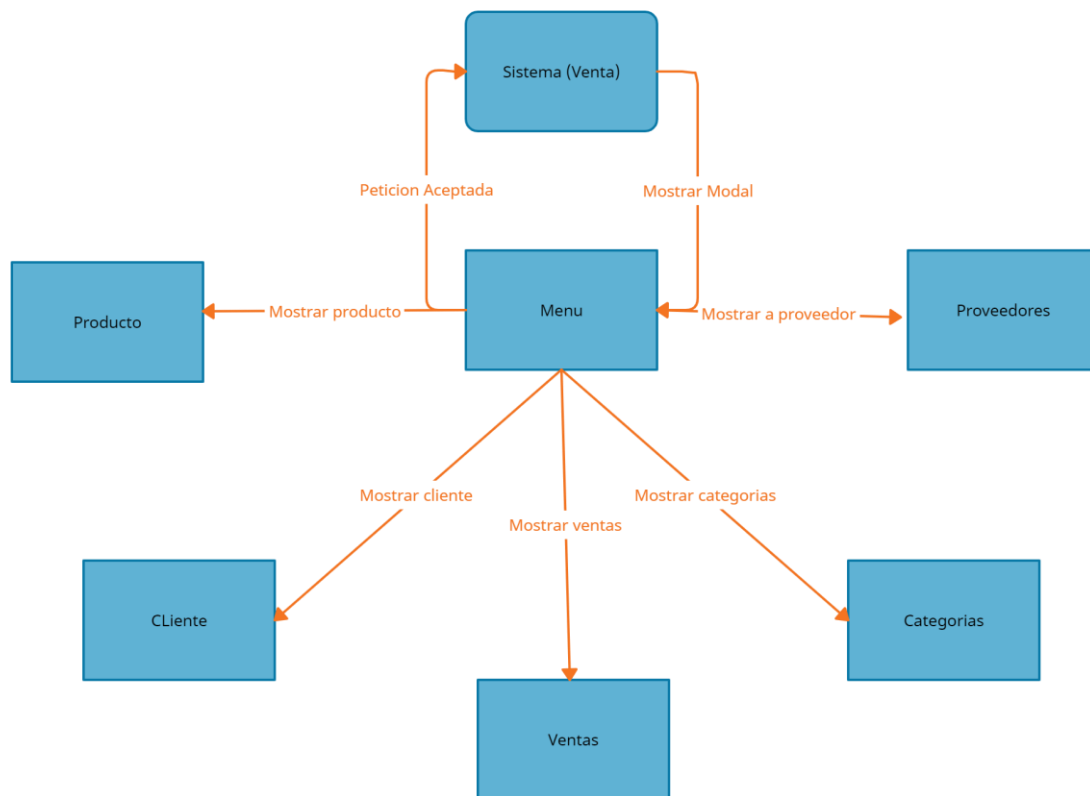 Sistema (Venta)
Peticion Aceptada
Mostrar Modal
Producto
Mostrar producto
Menu
Mostrar a proveedor
Proveedores
Mostrar cliente
Mostrar ventas
Mostrar categorias
CLiente
Categorias
Ventas